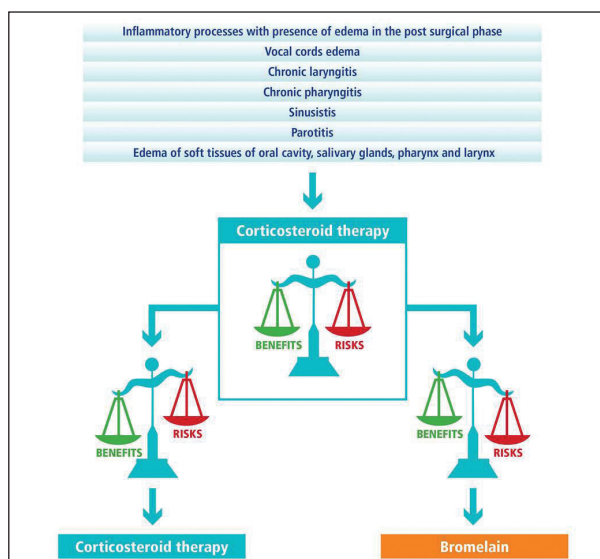 Inflammatory processes with presence of edema in the post surgical phase
Vocal cords edema
Chronic laryngitis
Chronic pharyngitis
Sinusistis
Parotitis
Edema of soft tissues of oral cavity, salivary glands, pharynx and larynx
Corticosteroid therapy
BENEFITS
RISKS
BENEFITS
RISKS
BENEFITS
RISKS
Corticosteroid therapy
Bromelain